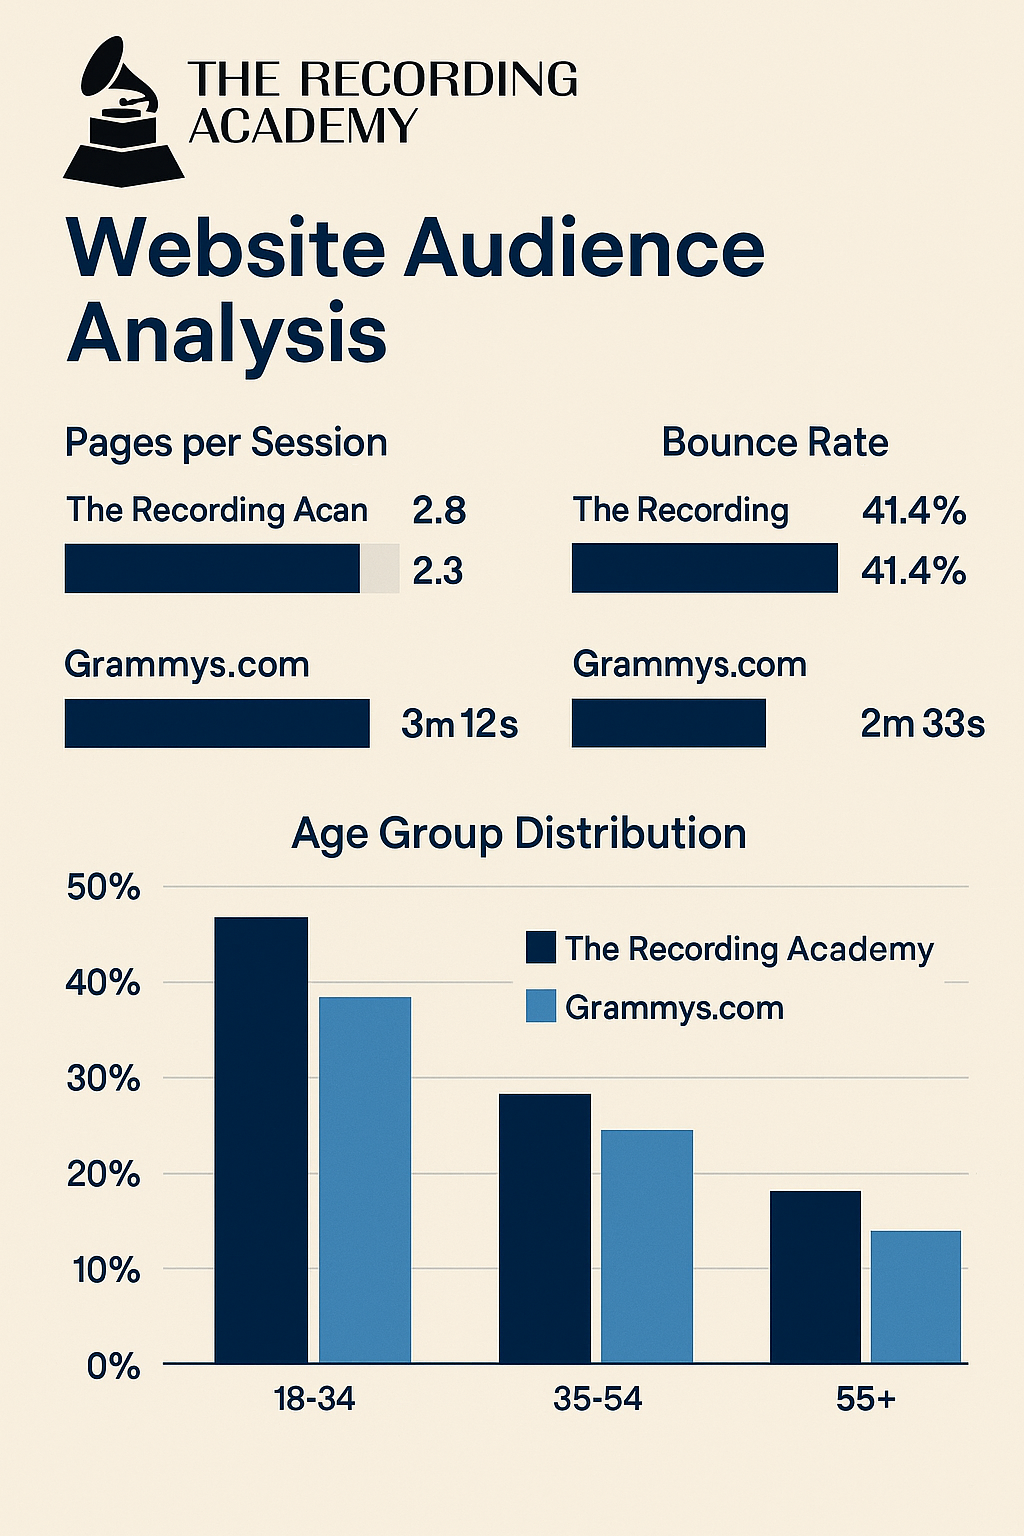 THE RECORDING
ACADEMY
Website Audience
Analysis
Pages per Session
The Recording Acan 2.8
2.3
Grammys.com
3m 12s
Bounce Rate
The Recording 41.4%
41.4%
Grammys.com
2m 33s
Age Group Distribution
50%
40%
30%
20%
10%
0%
The Recording Academy
Grammys.com
18-34 35-54 55+